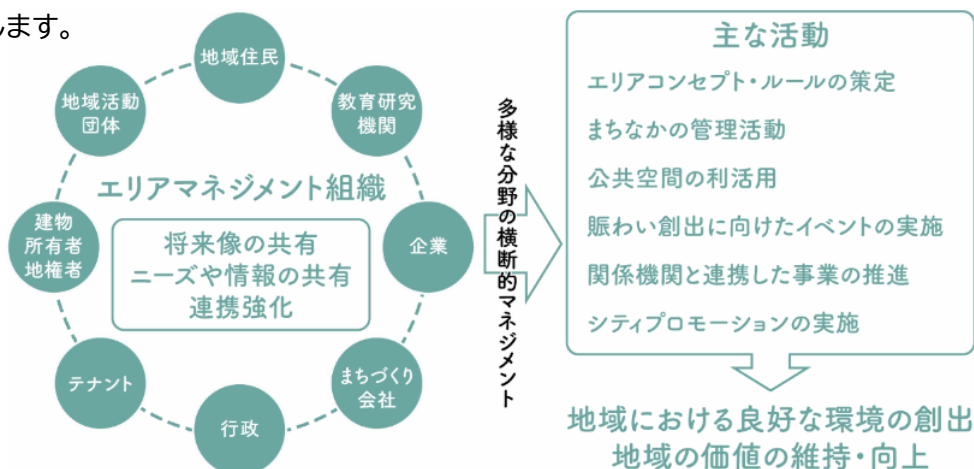 します。
地域住民
地域活動
団体
教育研究
機関
エリアマネジメント組織
建物
所有者
地権者
将来像の共有
ニーズや情報の共有
連携強化
企業
テナント
まちづくり
会社
行政
多様な分野の横断的マネジメント
主な活動
エリアコンセプト・ルールの策定
まちなかの管理活動
公共空間の利活用
賑わい創出に向けたイベントの実施
関係機関と連携した事業の推進
シティプロモーションの実施
地域における良好な環境の創出
地域の価値の維持・向上